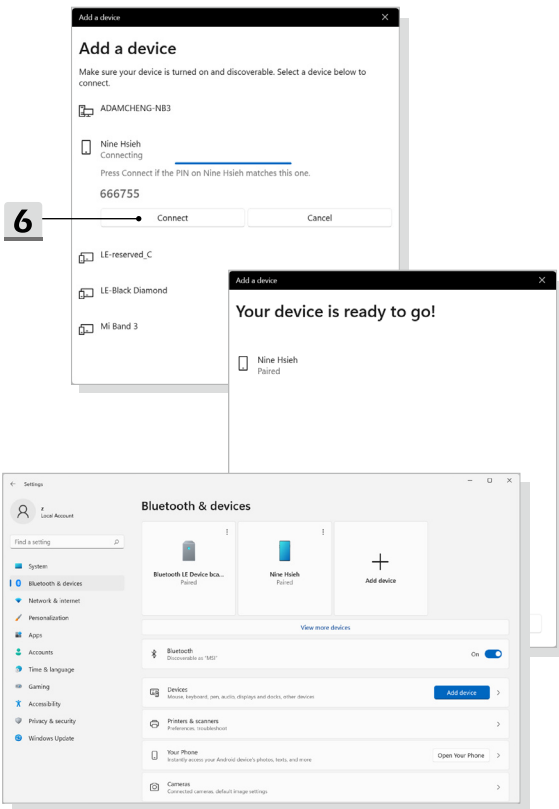 Add a device
Add a device
Make sure your device is turned on and discoverable. Select a device below to
connect.
ADAMCHENG-NB3
Nine Hsieh
Connecting
Press Connect if the PIN on Nine Hsieh matches this one.
666755
6
Connect
Cancel
LE-reserved_C
LE-Black Diamond
Mi Band 3
Add a device
Your device is ready to go!
Nine Hsieh
Paired
Settings
Local Account
Find a setting
System
Bluetooth & devices
Network & internet
Personalization
Apps
Accounts
Time & language
Gaming
Accessibility
Privacy & security
Windows Update
Bluetooth & devices
Bluetooth LE Device bca...
Paired
Nine Hsieh
Paired
Add device
View more devices
Bluetooth
Discoverable as "MSI"
On
Devices
Mouse, keyboard, pen, audio, displays and docks, other devices
Add device
Printers & scanners
Preferences, troubleshoot
Your Phone
Instantly access your Android device's photos, texts, and more
Open Your Phone
Cameras
Connected cameras, default image settings